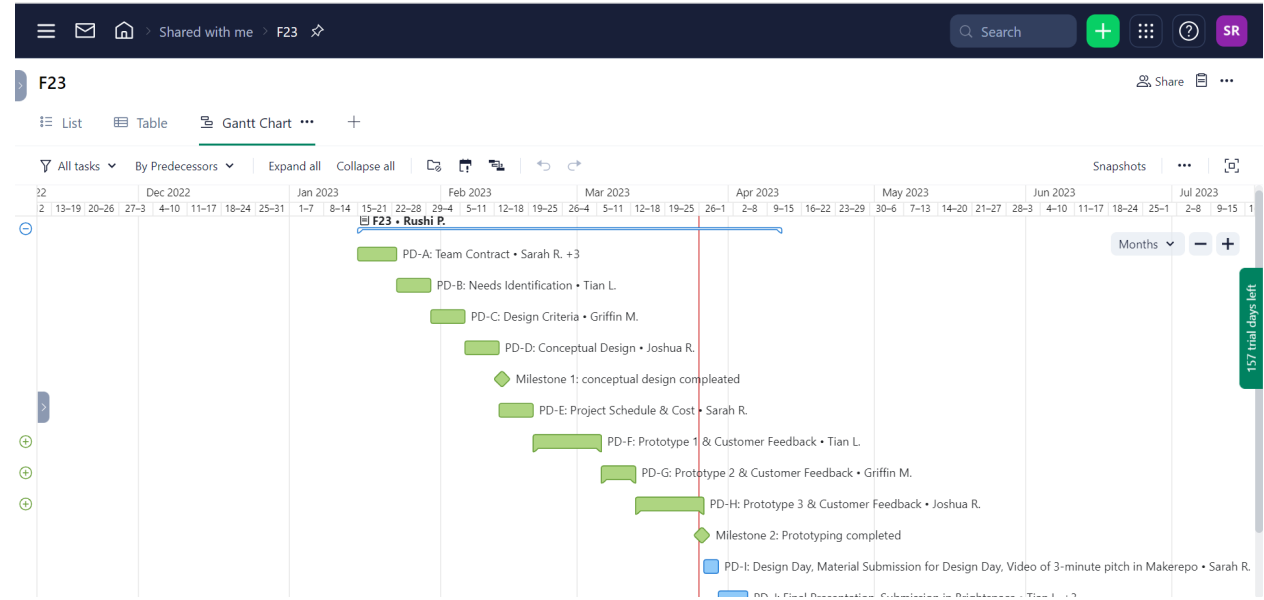 Shared with me > F23
Search
SR
F23
Share
List
Table
Gantt Chart
All tasks
By Predecessors
Expand all
Collapse all
Snapshots
22 Dec 2022 Jan 2023 Feb 2023 Mar 2023 Apr 2023 May 2023 Jun 2023 Jul 2023
2 13–19 20–26 27–3 4–10 11–17 18–24 25–31 1–7 8–14 15–21 22–28 29–4 5–11 12–18 19–25 26–4 5–11 12–18 19–25 26–1 2–8 9–15 16–22 23–29 30–6 7–13 14–20 21–27 28–3 4–10 11–17 18–24 25–1 2–8 9–15 1
F23 • Rushi P.
Months
PD-A: Team Contract • Sarah R. +3
PD-B: Needs Identification • Tian L.
157 trial days left
PD-C: Design Criteria • Griffin M.
PD-D: Conceptual Design • Joshua R.
Milestone 1: conceptual design compleated
PD-E: Project Schedule & Cost • Sarah R.
PD-F: Prototype 1 & Customer Feedback • Tian L.
PD-G: Prototype 2 & Customer Feedback • Griffin M.
PD-H: Prototype 3 & Customer Feedback • Joshua R.
Milestone 2: Prototyping completed
PD-I: Design Day, Material Submission for Design Day, Video of 3-minute pitch in Makerepo • Sarah R.
PD-J: Final Presentation, Submission in Brightspace • Tian L. +3